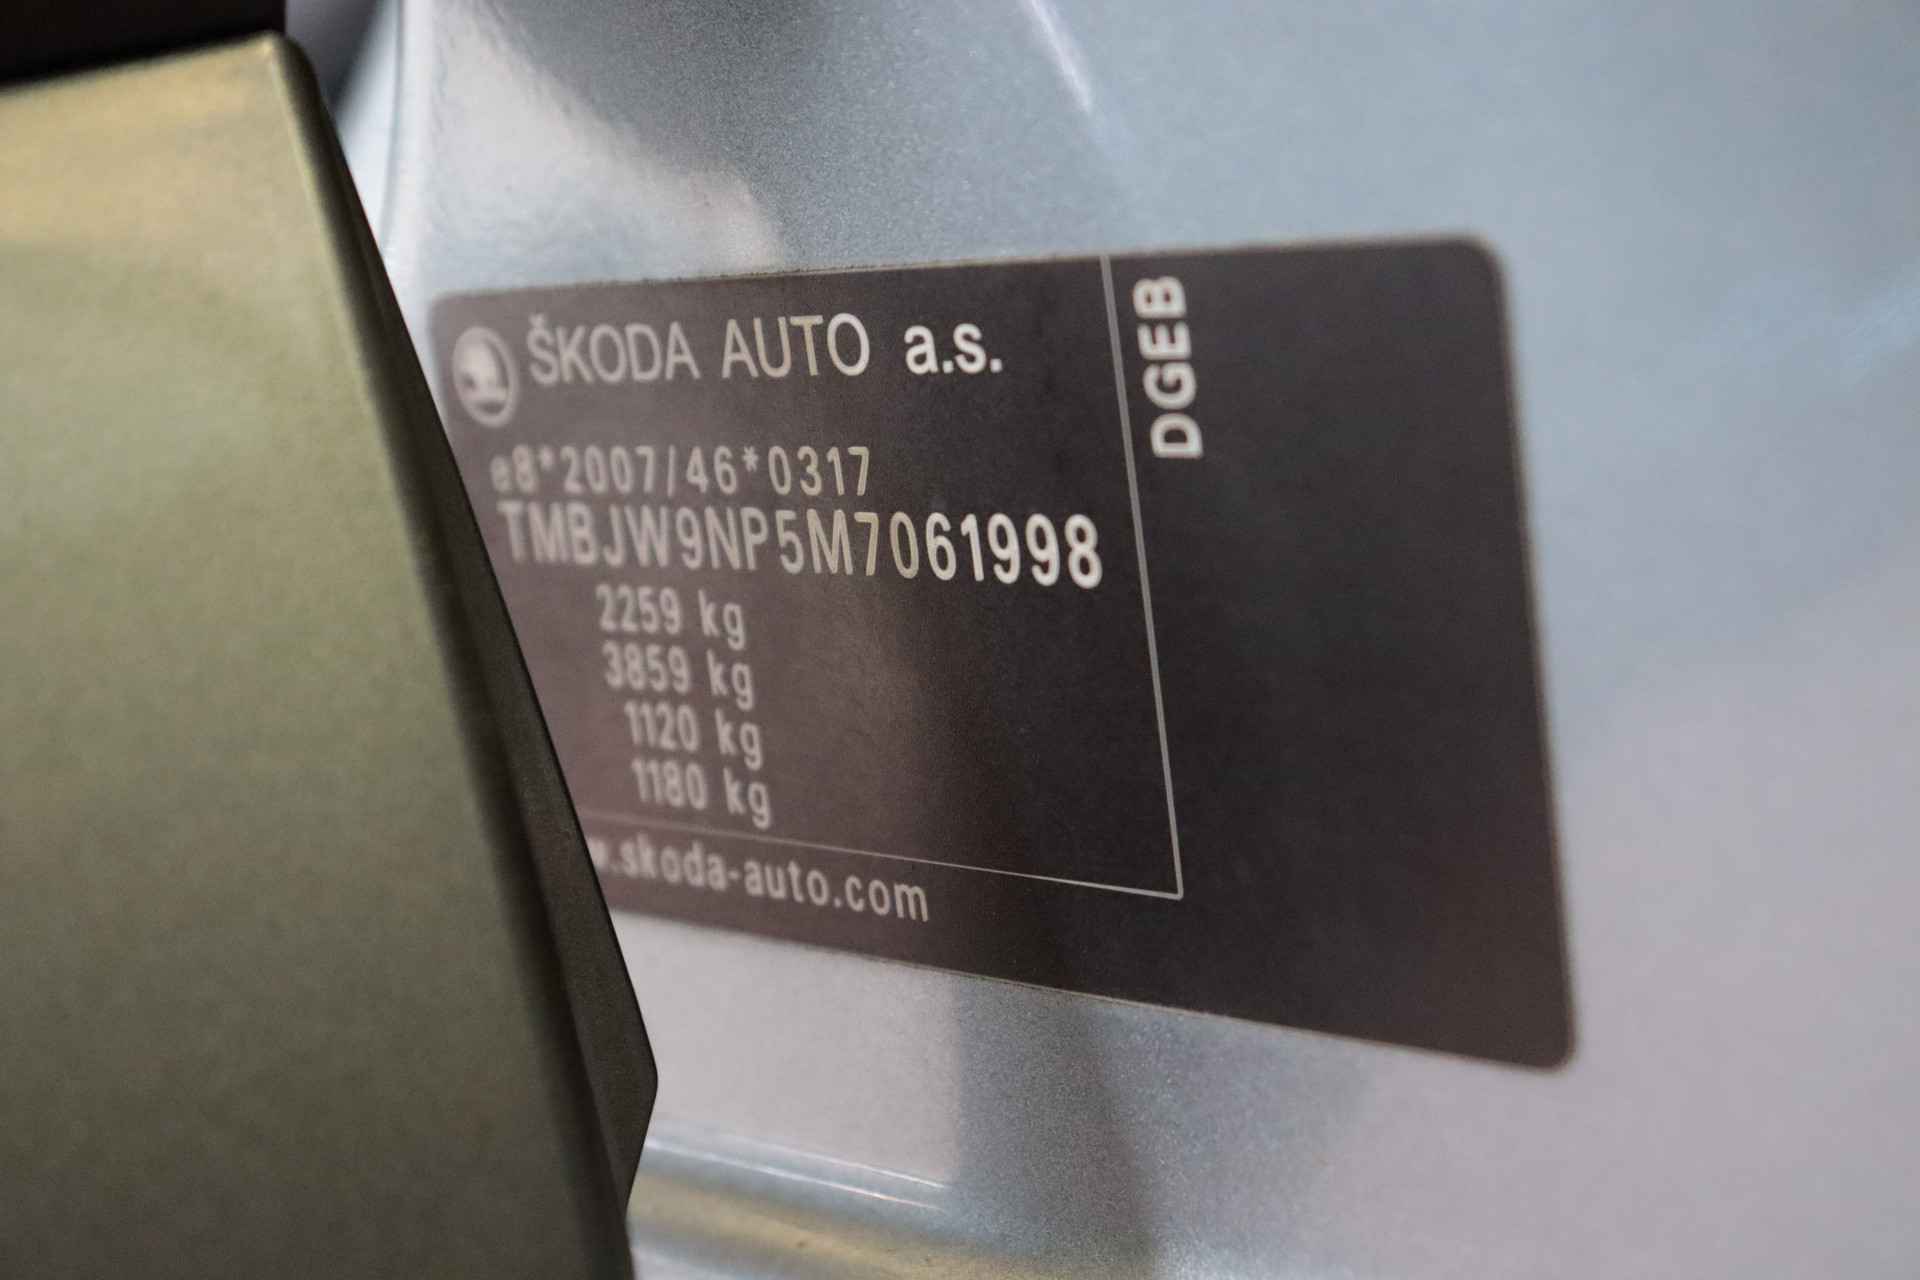 ŠKODA AUTO a.s.
DGEB
e8*2007/46*0317
TMBJW9NP5M7061998
2259 kg
3859 kg
1120 kg
1180 kg
.skoda-auto.com